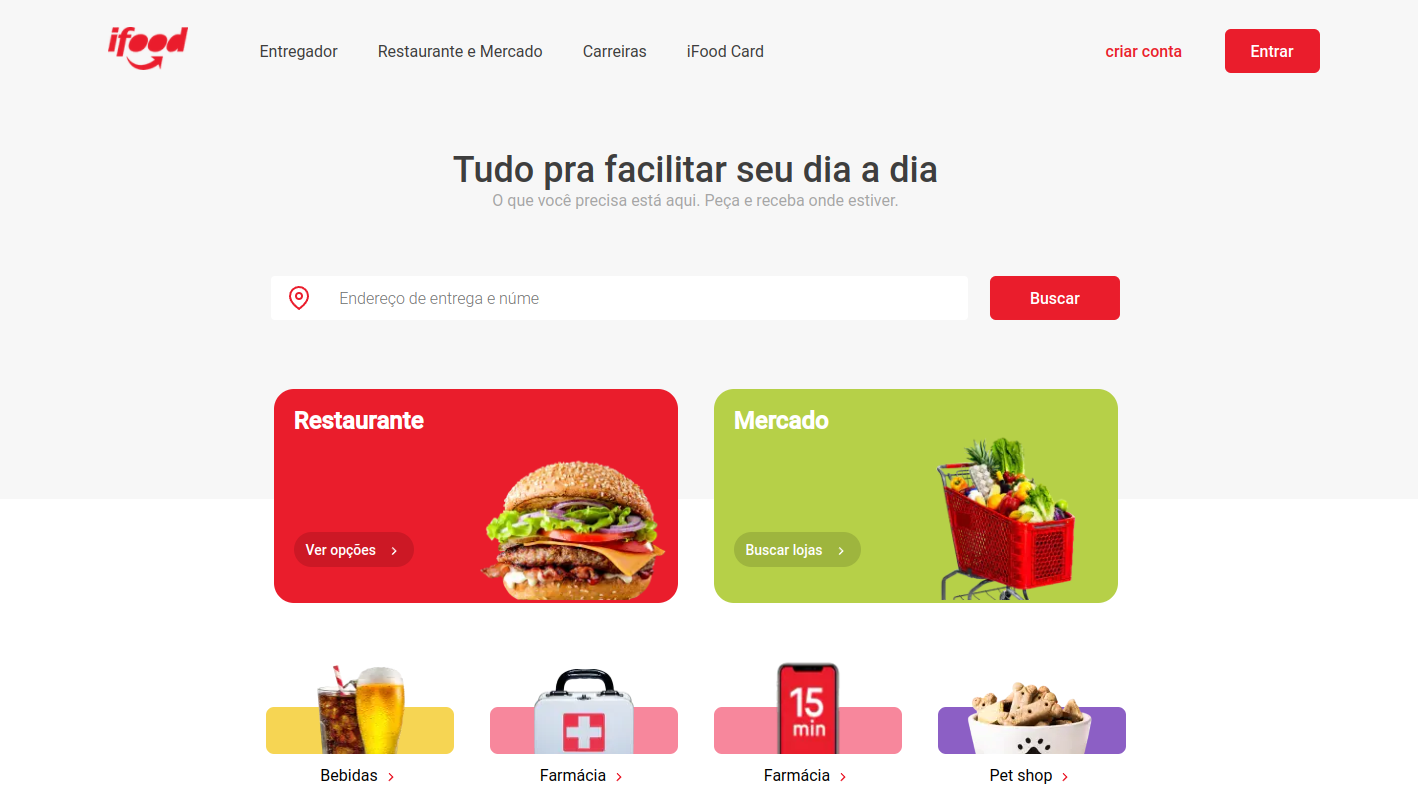 ifood
Entregador
Restaurante e Mercado
Carreiras
iFood Card
criar conta
Entrar
Tudo pra facilitar seu dia a dia
O que você precisa está aqui. Peça e receba onde estiver.
Endereço de entrega e núme
Buscar
Restaurante
Ver opções
Mercado
Buscar lojas
15
min
Bebidas
Farmácia
Farmácia
Pet shop